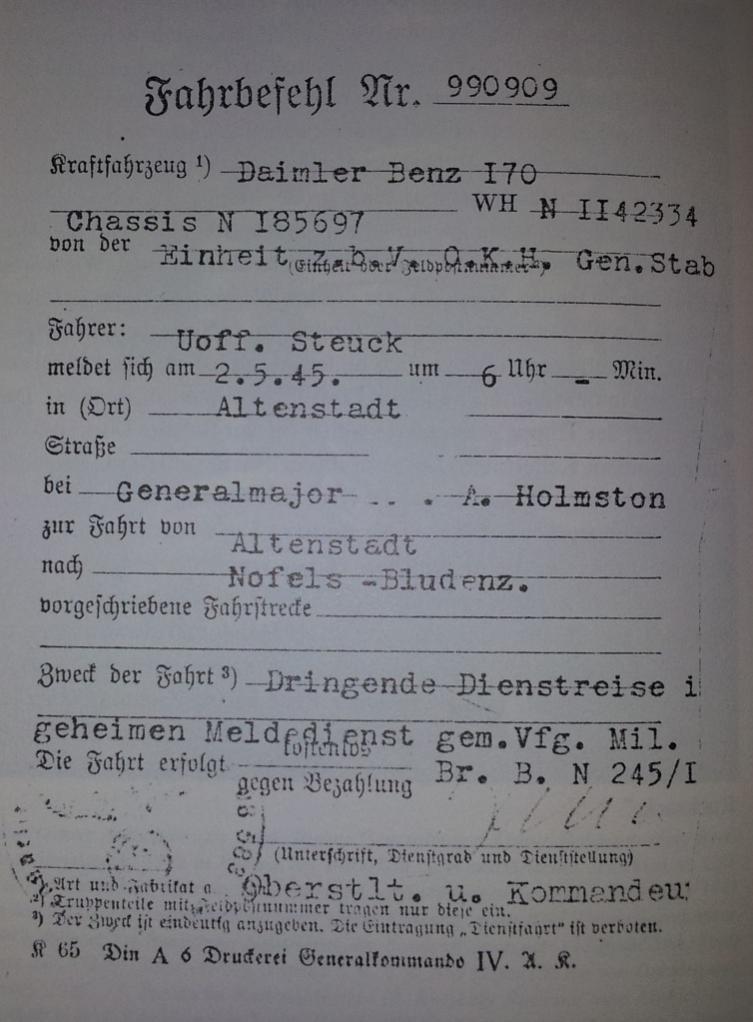 Fahrbefehl Nr. 990909
Kraftfahrzeug ¹) Daimler Benz I70
WH N II42334
Chassis N I85697
von der Einheit z.b.V. O.K.H. Gen.Stab
(Einheit oder Feldpostnummer)
Fahrer: Uoff. Steuck
meldet sich am 2.5.45. um 6 Uhr - Min.
in (Ort) Altenstadt
Straße
bei Generalmajor A. Holmston
zur Fahrt von Altenstadt
nach Nofels -Bludenz.
vorgeschriebene Fahrstrecke
Zweck der Fahrt ³) Dringende Dienstreise i
geheimen Meldedienst gem.Vfg. Mil.
kostenlos
Die Fahrt erfolgt
gegen Bezahlung Br. B. N 245/I
(Unterschrift, Dienstgrad und Dienststellung)
Oberstlt. u. Kommandeu
¹) Art und Fabrikat
²) Truppenteile mit Feldpostnummer tragen nur diese ein.
³) Der Zweck ist eindeutig anzugeben. Die Eintragung „Dienstfahrt" ist verboten.
K 65 Din A 6 Druckerei Generalkommando IV. A. K.